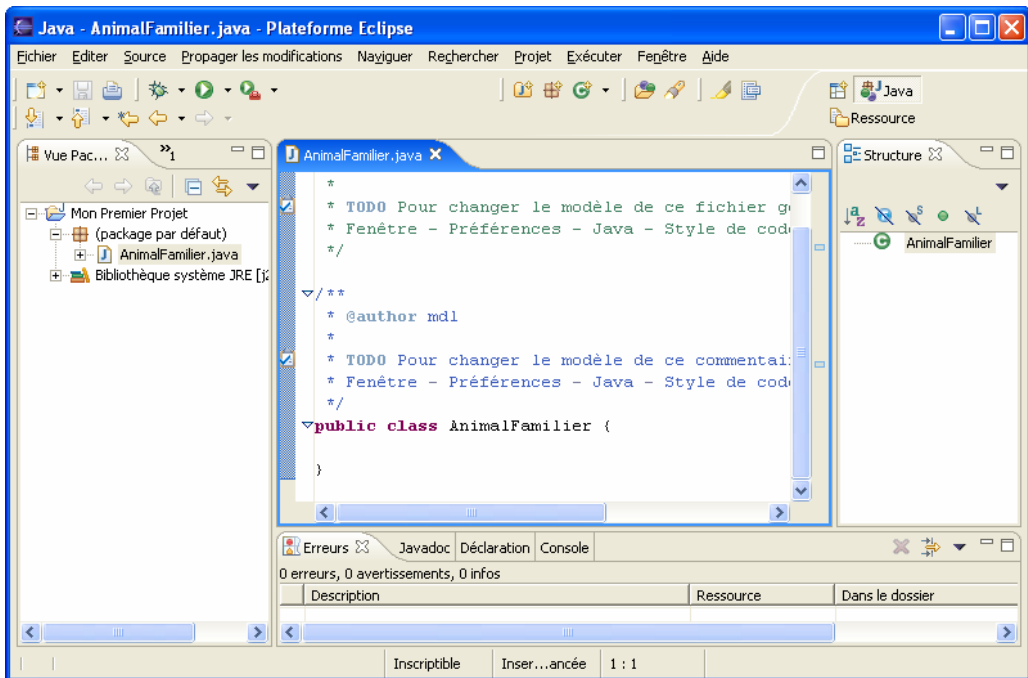 Java - AnimalFamilier.java - Plateforme Eclipse
Fichier Editer Source Propager les modifications Naviguer Rechercher Projet Exécuter Fenêtre Aide
Java
Ressource
Vue Pac...
»1
Mon Premier Projet
(package par défaut)
AnimalFamilier.java
Bibliothèque système JRE [j2
AnimalFamilier.java
*
* TODO Pour changer le modèle de ce fichier g
* Fenêtre - Préférences - Java - Style de cod
*/
/**
* @author mdl
*
* TODO Pour changer le modèle de ce commentai
* Fenêtre - Préférences - Java - Style de cod
*/
public class AnimalFamilier {
}
Structure
AnimalFamilier
Erreurs Javadoc Déclaration Console
0 erreurs, 0 avertissements, 0 infos
Description Ressource Dans le dossier
Inscriptible Inser...ancée 1 : 1